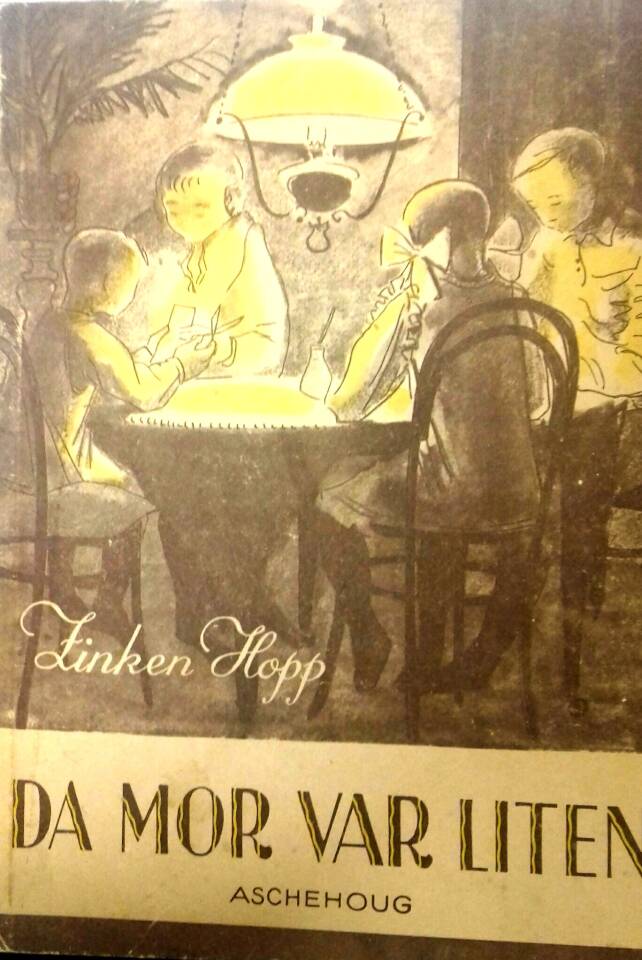 Zinken Hopp
DA MOR VAR LITEN
ASCHEHOUG